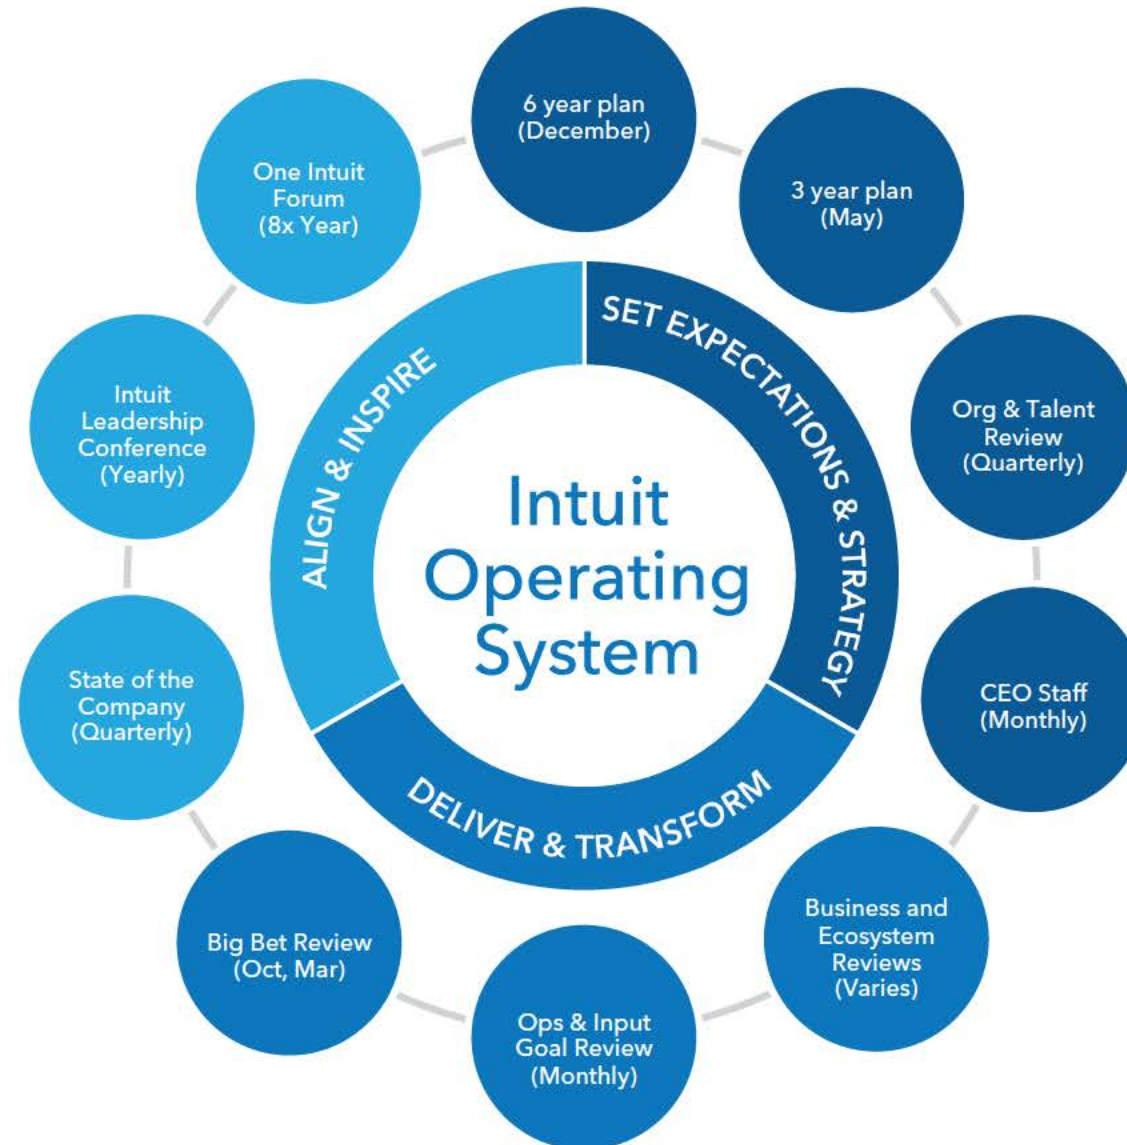 6 year plan
(December)
3 year plan
(May)
Org & Talent
Review
(Quarterly)
CEO Staff
(Monthly)
Business and
Ecosystem
Reviews
(Varies)
Ops & Input
Goal Review
(Monthly)
Big Bet Review
(Oct, Mar)
State of the
Company
(Quarterly)
Intuit
Leadership
Conference
(Yearly)
One Intuit
Forum
(8x Year)
SET EXPECTATIONS & STRATEGY
DELIVER & TRANSFORM
ALIGN & INSPIRE
Intuit
Operating
System